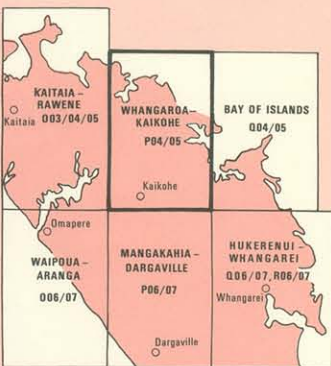 KAITAIA –
RAWENE
O03/04/05
Kaitaia
WHANGAROA–
KAIKOHE
P04/05
Kaikohe
BAY OF ISLANDS
Q04/05
Omapere
WAIPOUA –
ARANGA
O06/07
MANGAKAHIA –
DARGAVILLE
P06/07
Dargaville
HUKERENUI –
WHANGAREI
Q06/07, R06/07
Whangarei